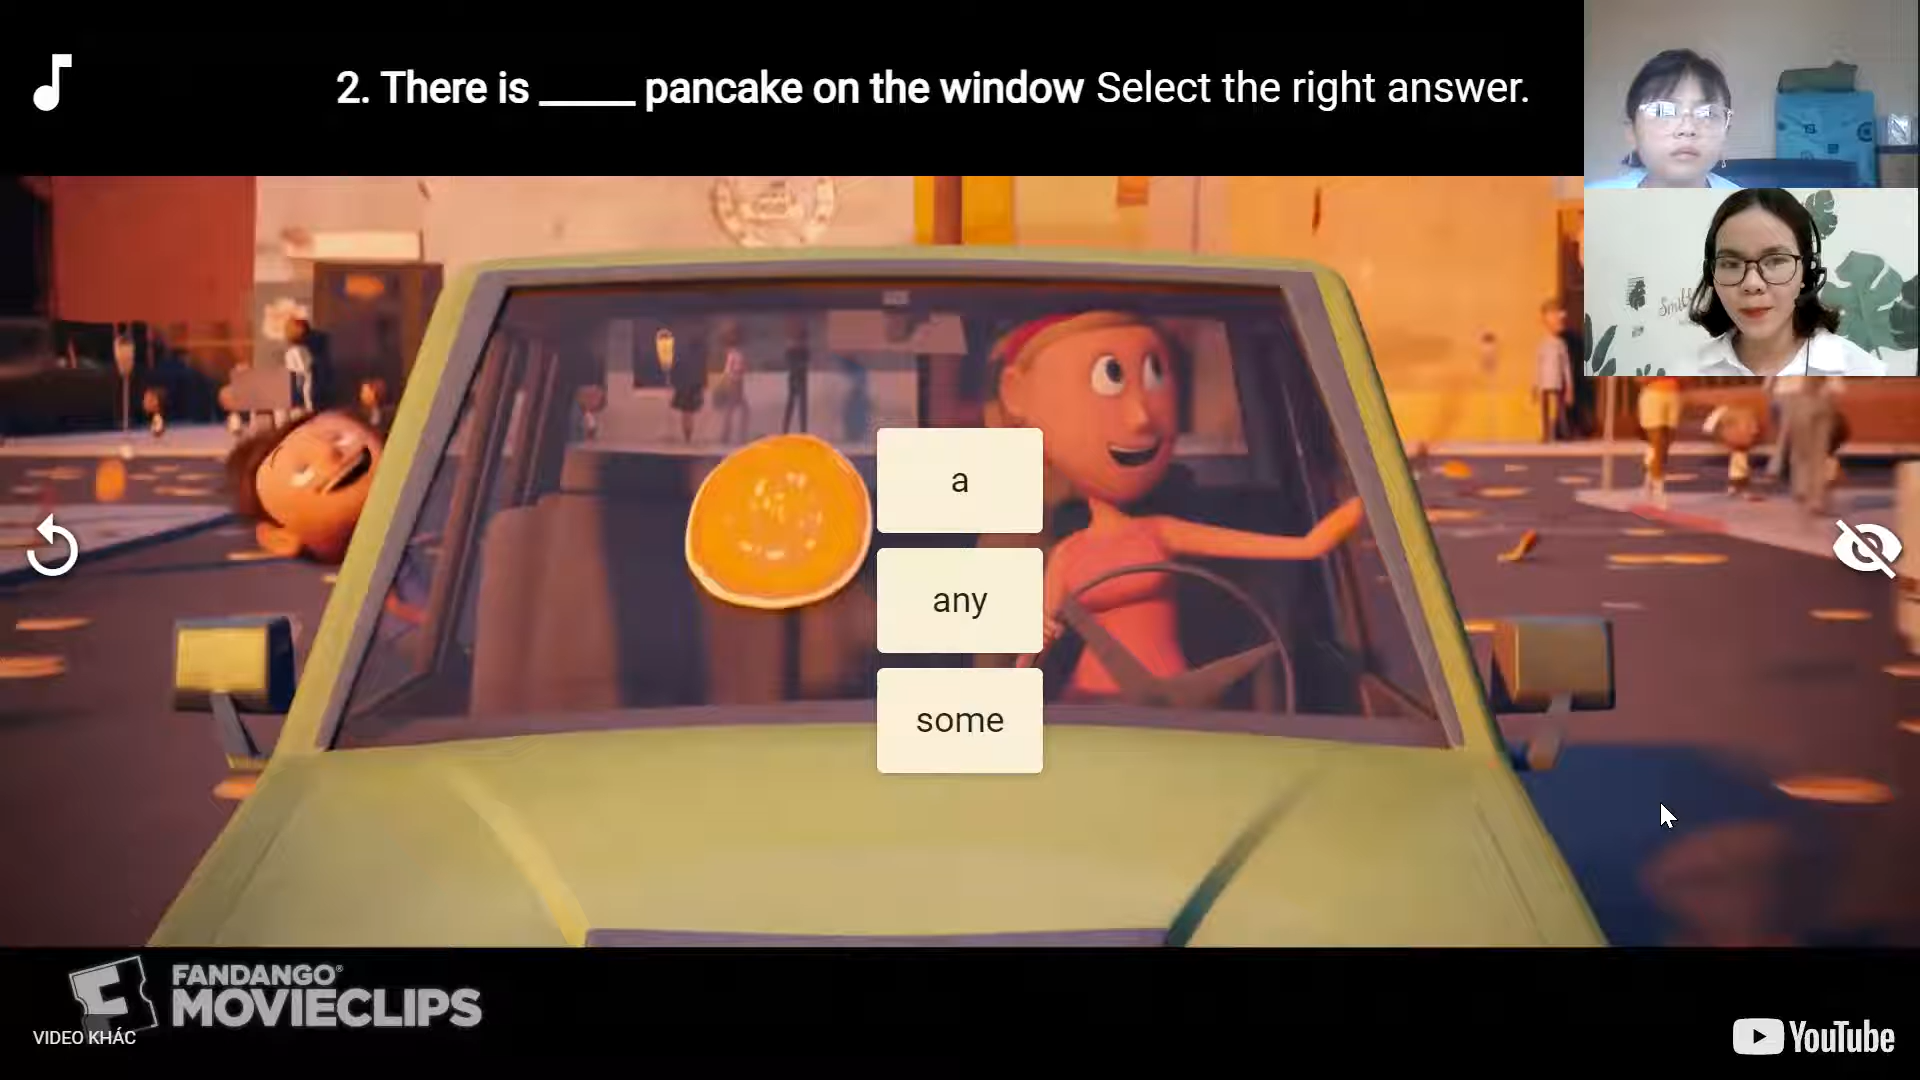 2. There is _____ pancake on the window Select the right answer.
a
any
some
FANDANGO®
MOVIECLIPS
VIDEO KHÁC
YouTube